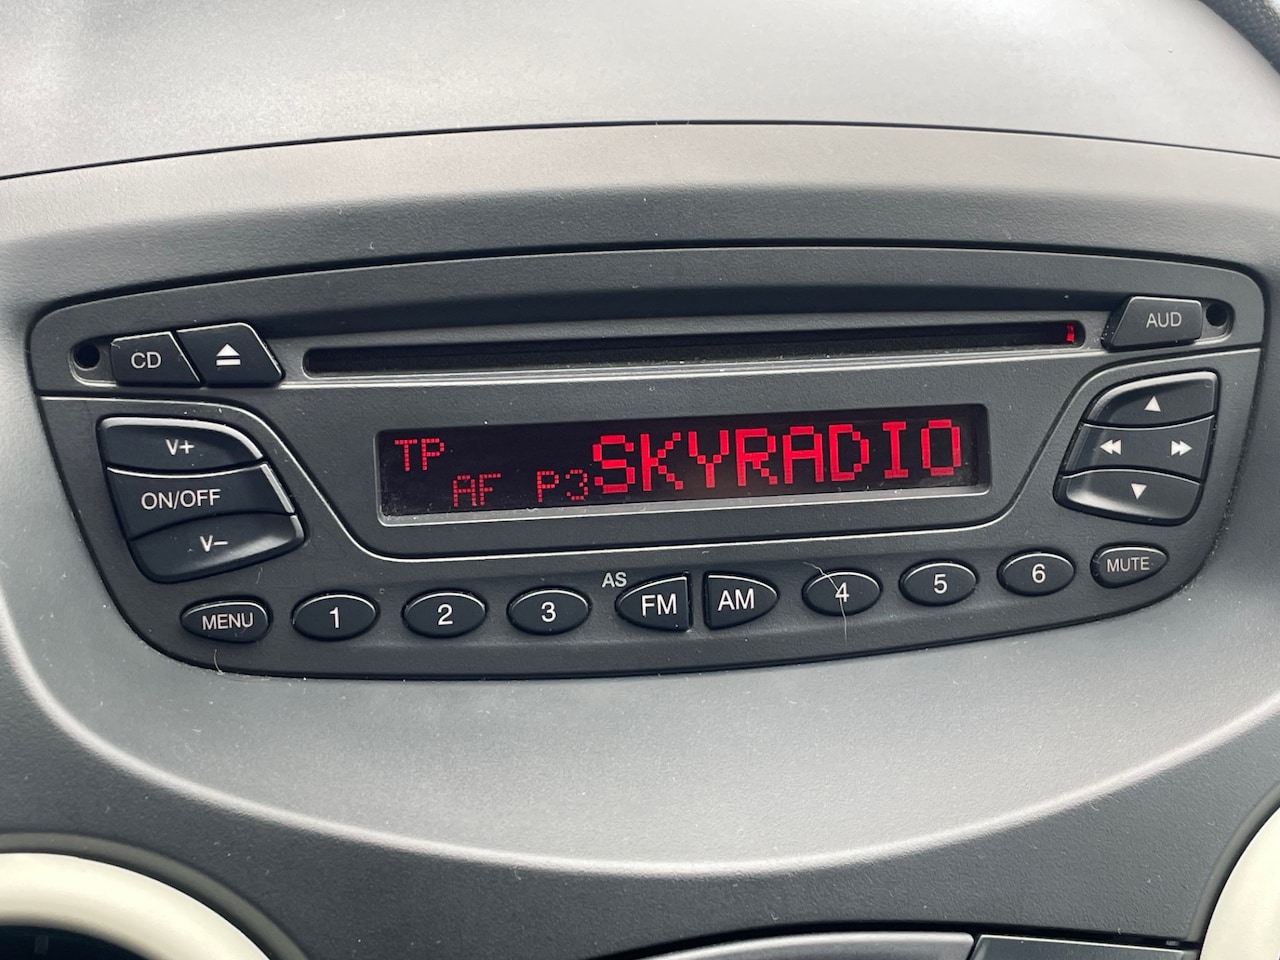 CD
AUD
V+
ON/OFF
V–
TP
AF P3 SKYRADIO
MENU
1
2
3
AS
FM
AM
4
5
6
MUTE